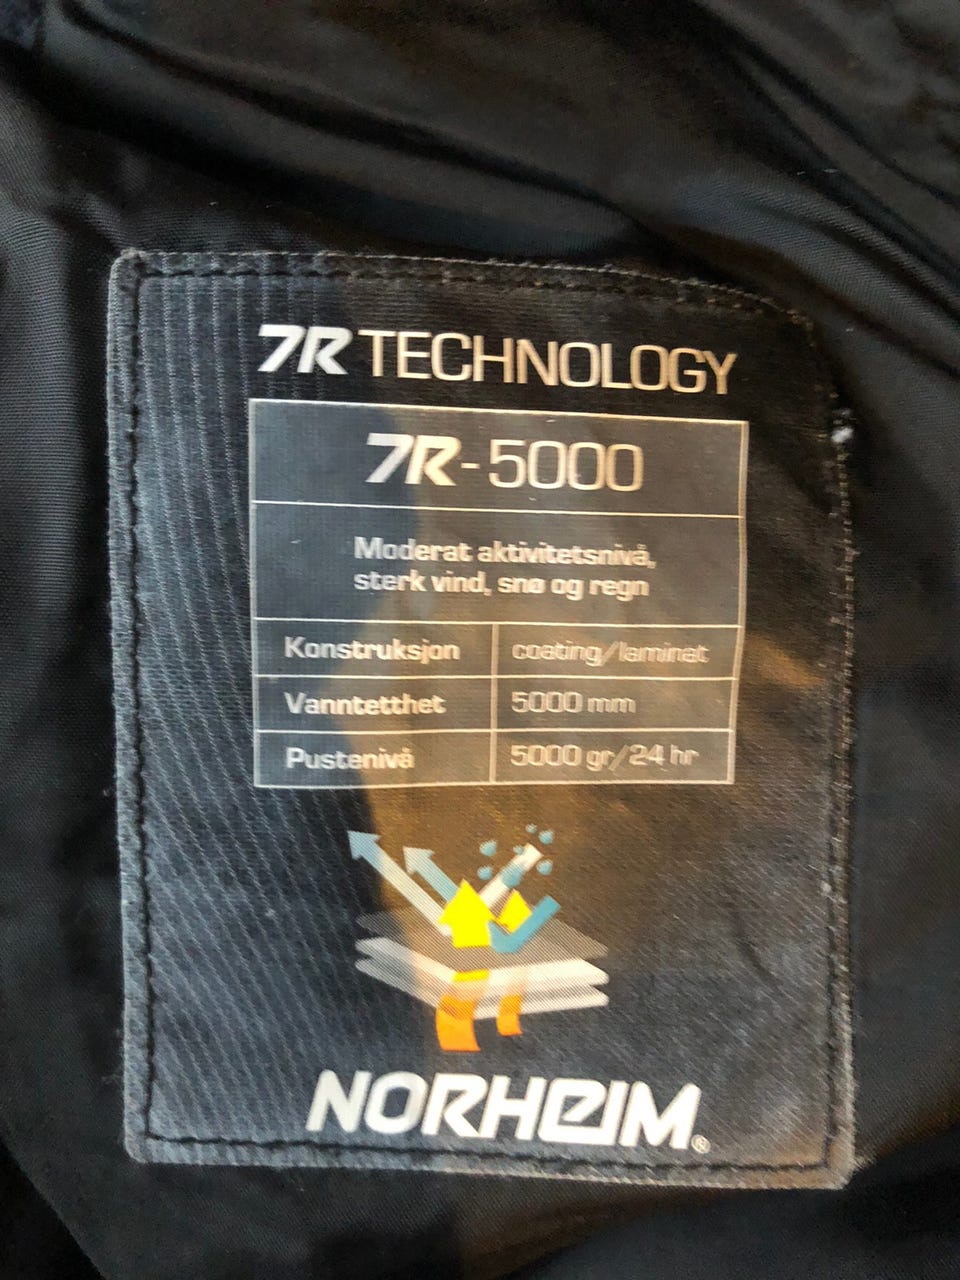 7R TECHNOLOGY
7R-5000
Moderat aktivitetsnivå,
sterk vind, snø og regn
Konstruksjon coating/laminat
Vanntetthet 5000 mm
Pustenivå 5000 gr/24 hr
NORHEIM®